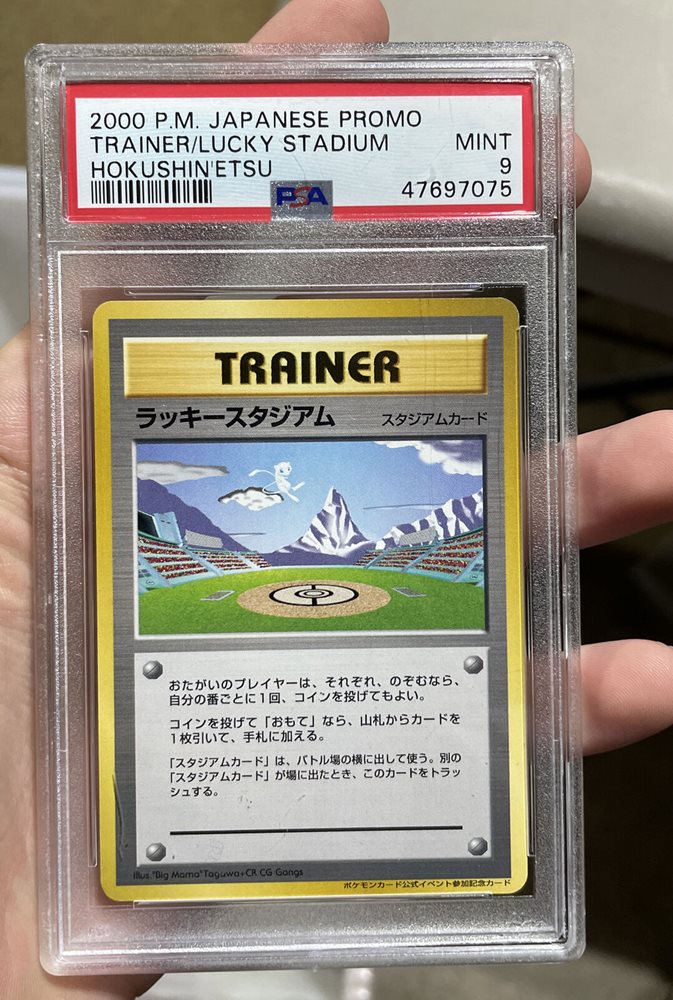 2000 P.M. JAPANESE PROMO
TRAINER/LUCKY STADIUM MINT
HOKUSHIN'ETSU 9
PSA 47697075
TRAINER
ラッキースタジアム スタジアムカード
おたがいのプレイヤーは、それぞれ、のぞむなら、
自分の番ごとに1回、コインを投げてもよい。
コインを投げて「おもて」なら、山札からカードを
1枚引いて、手札に加える。
「スタジアムカード」は、バトル場の横に出して使う。別の
「スタジアムカード」が場に出たとき、このカードをトラッ
シュする。
Illus."Big Mama"Tagawa+CR CG Gangs
ポケモンカード公式イベント参加記念カード